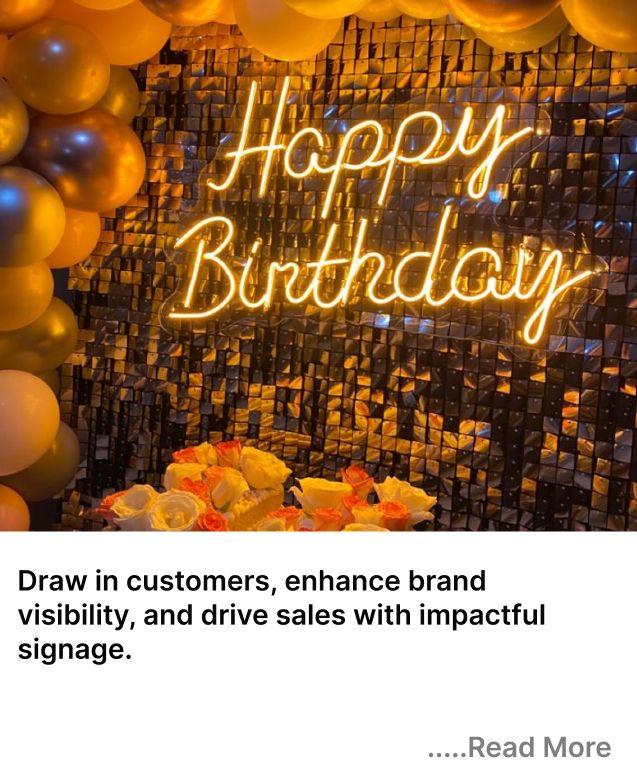 Happy
Birthday
Draw in customers, enhance brand
visibility, and drive sales with impactful
signage.
.....Read More